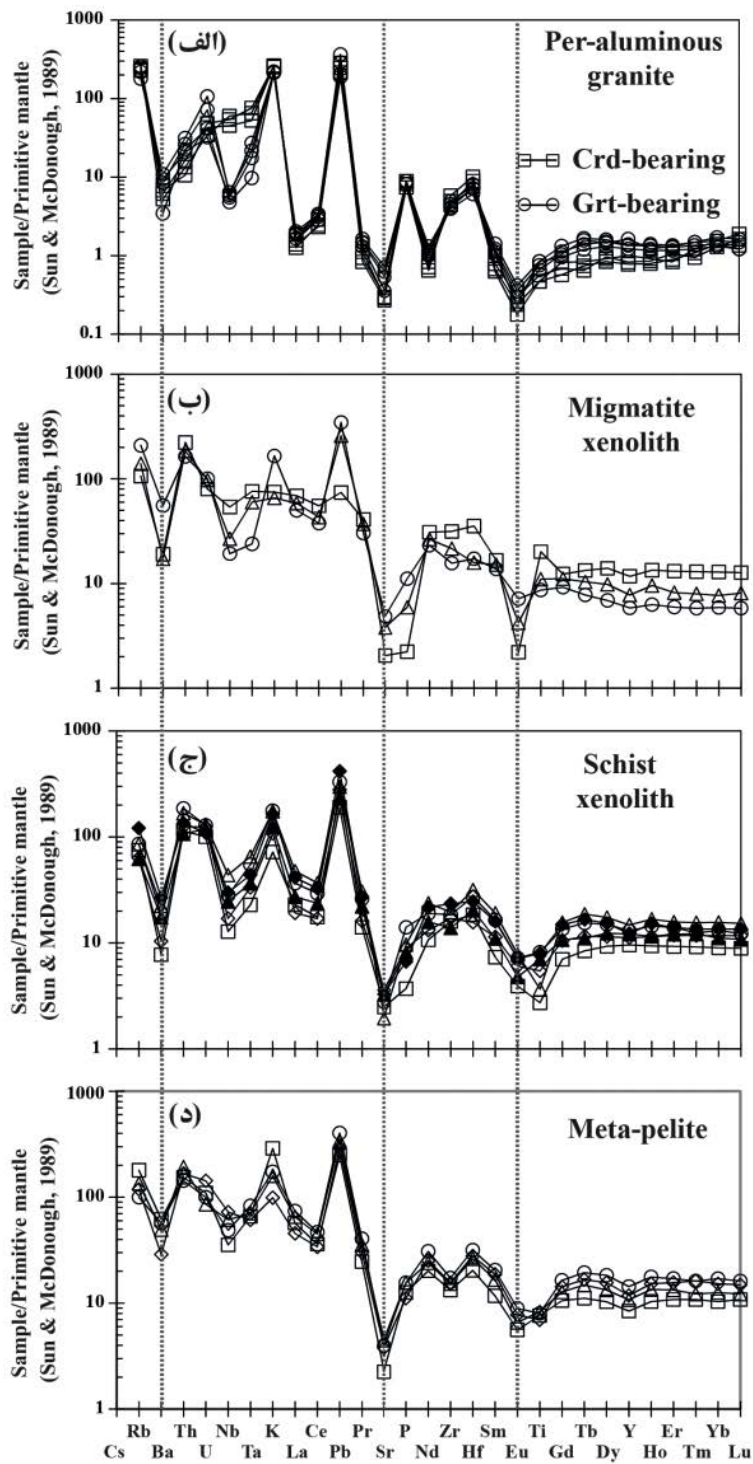 Sample/Primitive mantle
(Sun & McDonough, 1989)
1000
100
10
1
0.1
(الف)
Per-aluminous
granite
Crd-bearing
Grt-bearing
Sample/Primitive mantle
(Sun & McDonough, 1989)
1000
100
10
1
(ب)
Migmatite
xenolith
Sample/Primitive mantle
(Sun & McDonough, 1989)
1000
100
10
1
(ج)
Schist
xenolith
Sample/Primitive mantle
(Sun & McDonough, 1989)
1000
100
10
1
(د)
Meta-pelite
Rb Th Nb K Ce Pr P Zr Sm Ti Tb Y Er Yb
Cs Ba U Ta La Pb Sr Nd Hf Eu Gd Dy Ho Tm Lu